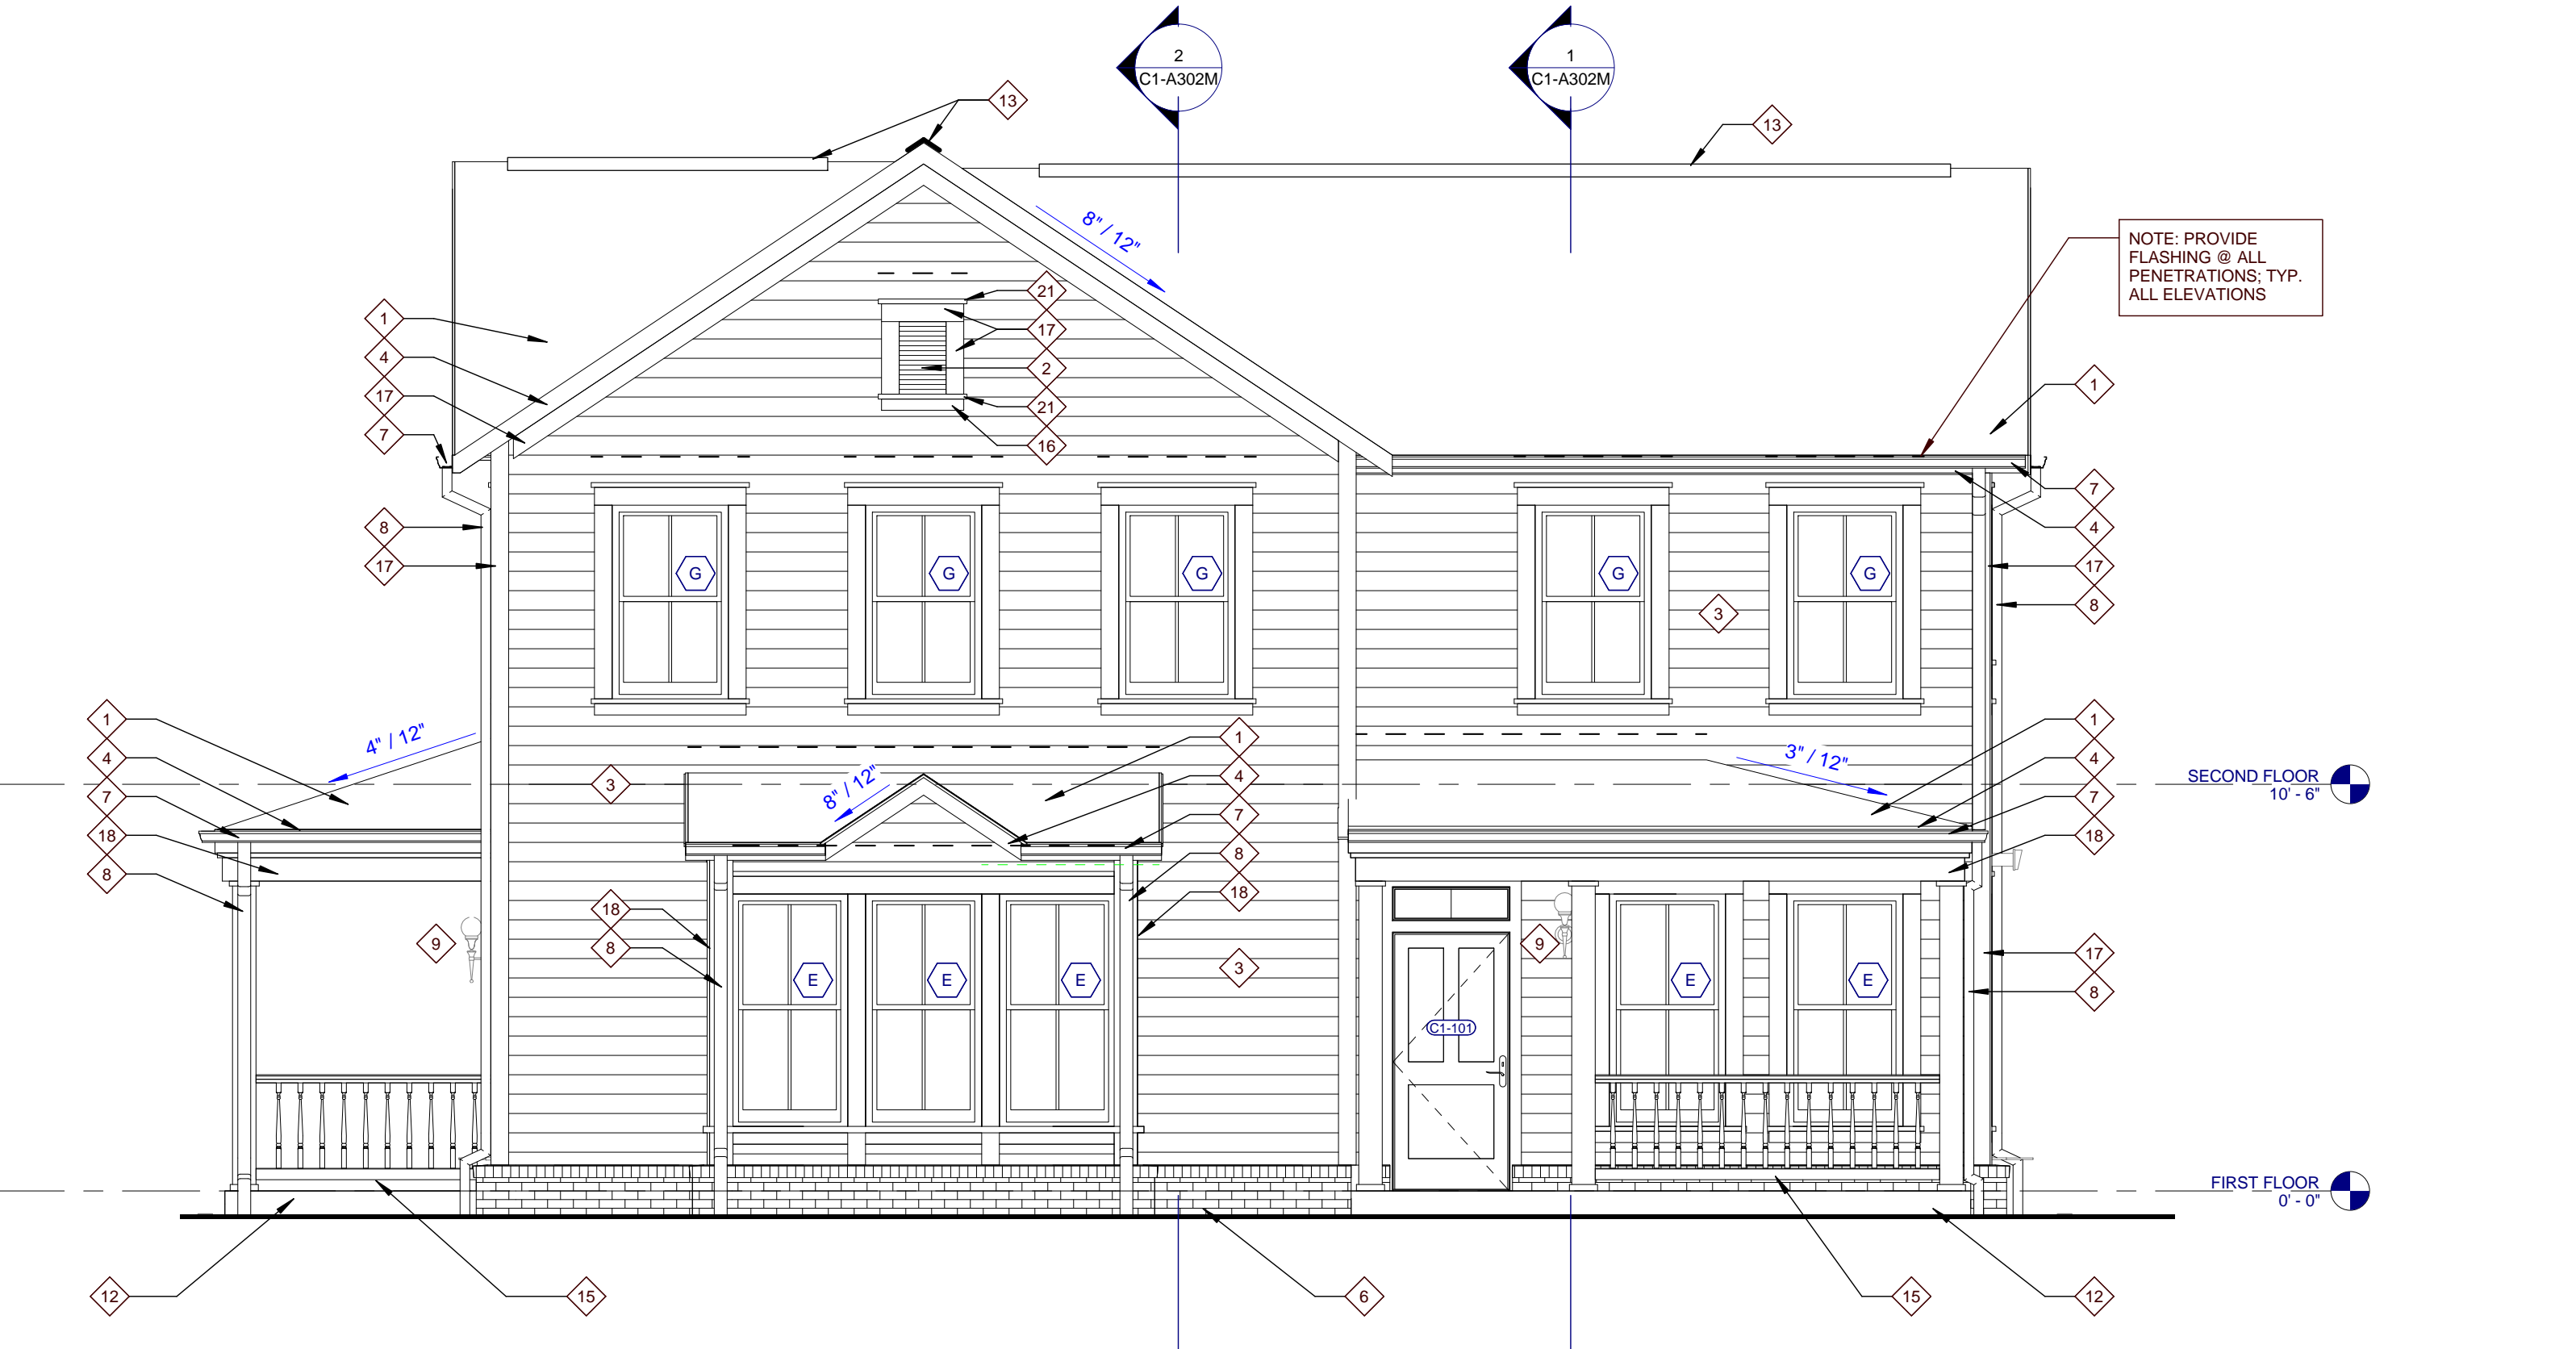 2
C1-A302M
1
C1-A302M
13
13
8" / 12"
NOTE: PROVIDE
FLASHING @ ALL
PENETRATIONS; TYP.
ALL ELEVATIONS
21
1
17
4
2
1
17
21
7
16
7
8
4
17
G
G
G
G
G
17
8
3
1
4" / 12"
1
1
4
3" / 12"
4
SECOND FLOOR
10' - 6"
3
8" / 12"
4
7
7
7
18
18
8
8
8
18
18
9
8
9
3
17
E
E
E
E
E
8
C1-101
FIRST FLOOR
0' - 0"
12
15
6
15
12